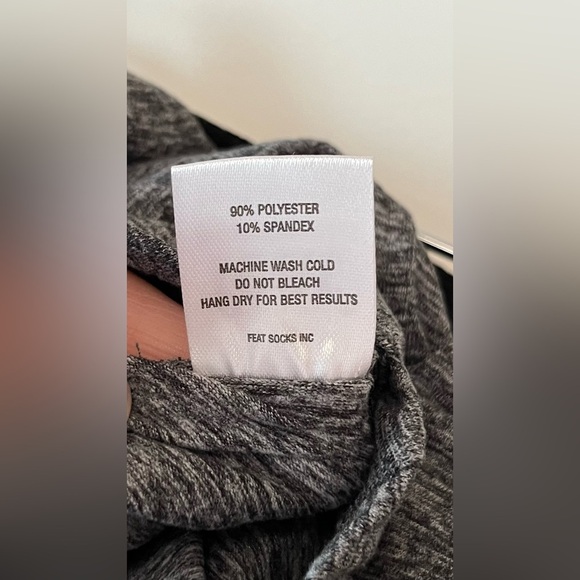 90% POLYESTER
10% SPANDEX
MACHINE WASH COLD
DO NOT BLEACH
HANG DRY FOR BEST RESULTS
FEAT SOCKS INC